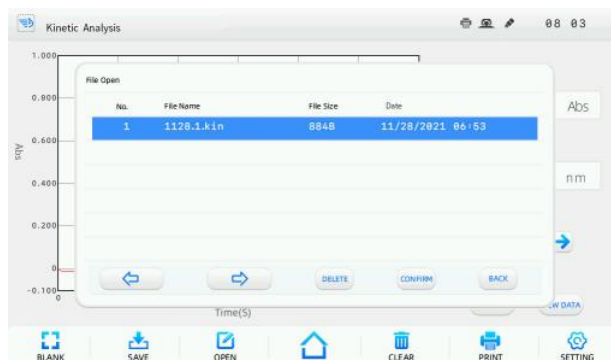 Kinetic Analysis
08 03
1.000
0.800
0.600
0.400
0.200
0
-0.100
Abs
0
Time(S)
File Open
No. File Name File Size Date
1 1128.1.kin 884B 11/28/2021 06:53
DELETE CONFIRM BACK
Abs
nm
W DATA
BLANK SAVE OPEN CLEAR PRINT SETTING